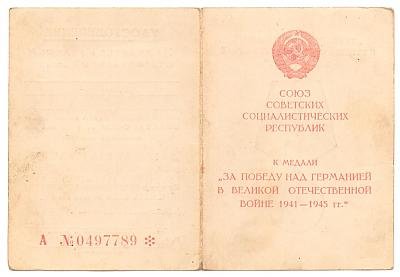 А №0497789 *
СОЮЗ
СОВЕТСКИХ
СОЦИАЛИСТИЧЕСКИХ
РЕСПУБЛИК
К МЕДАЛИ
„ЗА ПОБЕДУ НАД ГЕРМАНИЕЙ
В ВЕЛИКОЙ ОТЕЧЕСТВЕННОЙ
ВОЙНЕ 1941—1945 гг."